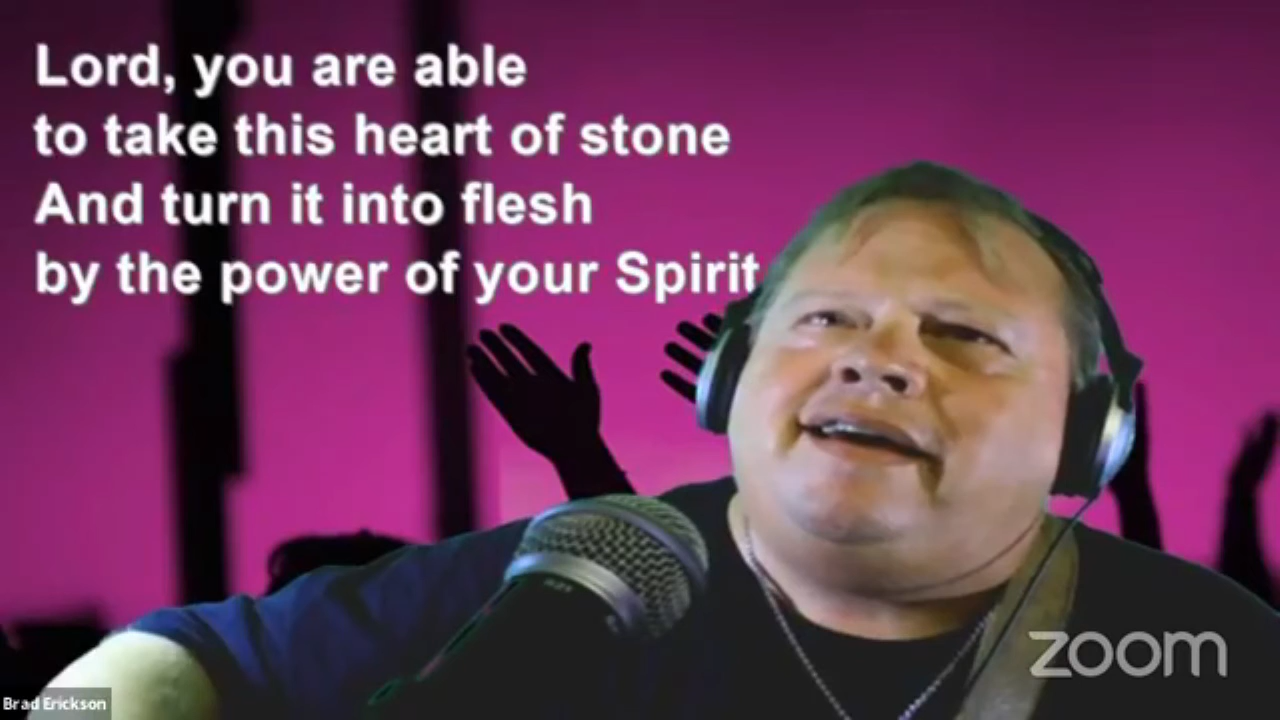 Lord, you are able
to take this heart of stone
And turn it into flesh
by the power of your Spirit
zoom
Brad Erickson